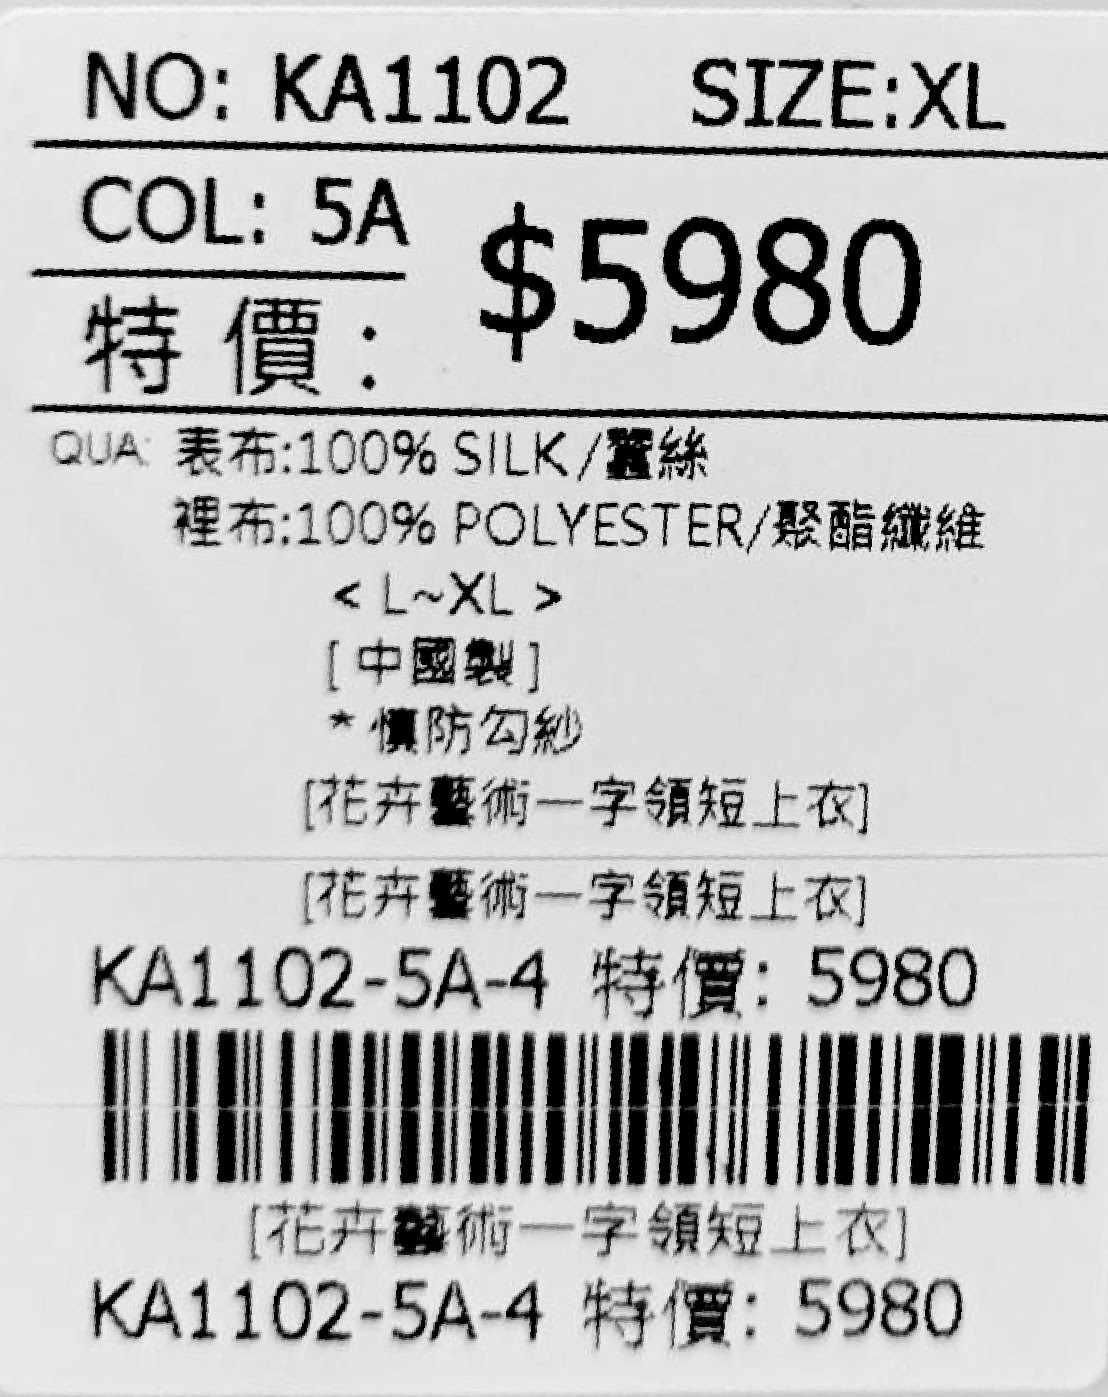 NO: KA1102 SIZE:XL
COL: 5A
$5980
特價:
QUA: 表布:100% SILK/蠶絲
裡布:100% POLYESTER/聚酯纖維
< L~XL >
[ 中國製 ]
* 慎防勾紗
[花卉藝術一字領短上衣]
[花卉藝術一字領短上衣]
KA1102-5A-4 特價: 5980
[花卉藝術一字領短上衣]
KA1102-5A-4 特價: 5980